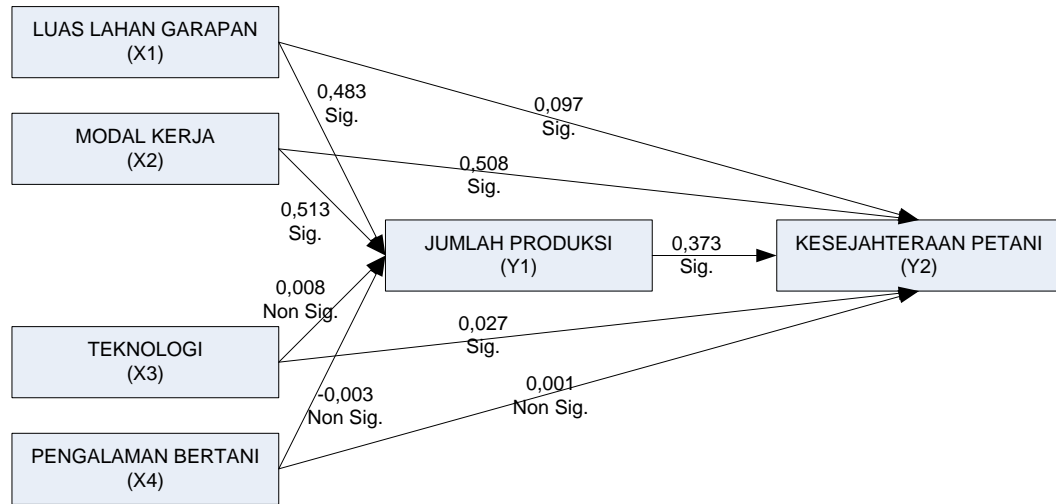 LUAS LAHAN GARAPAN
(X1)
0,483
Sig.
0,097
Sig.
MODAL KERJA
(X2)
0,508
Sig.
0,513
Sig.
JUMLAH PRODUKSI
(Y1)
0,373
Sig.
KESEJAHTERAAN PETANI
(Y2)
0,008
Non Sig.
TEKNOLOGI
(X3)
0,027
Sig.
-0,003
Non Sig.
0,001
Non Sig.
PENGALAMAN BERTANI
(X4)